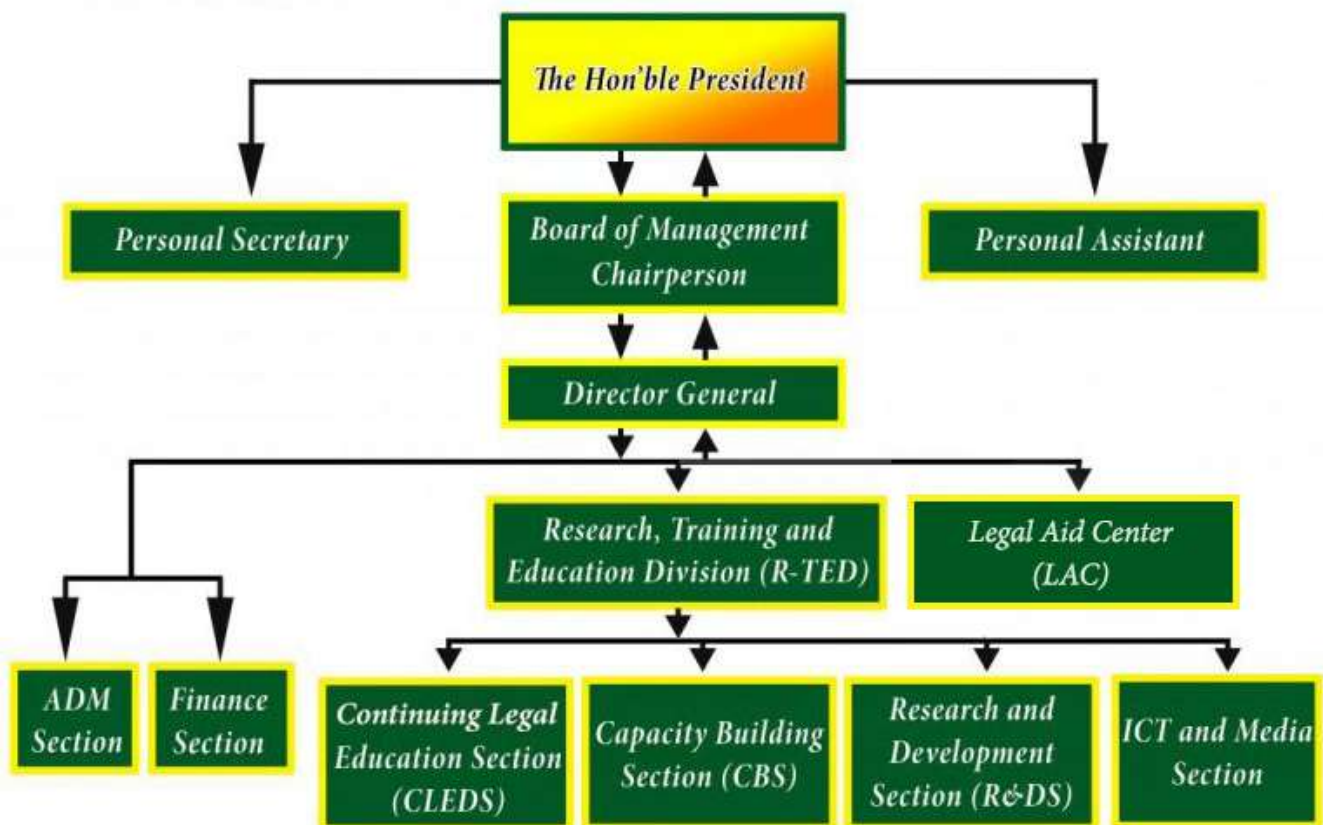 The Hon'ble President
Personal Secretary
Board of Management
Chairperson
Personal Assistant
Director General
Research, Training and
Education Division (R-TED)
Legal Aid Center
(LAC)
ADM
Section
Finance
Section
Continuing Legal
Education Section
(CLEDS)
Capacity Building
Section (CBS)
Research and
Development
Section (R&DS)
ICT and Media
Section